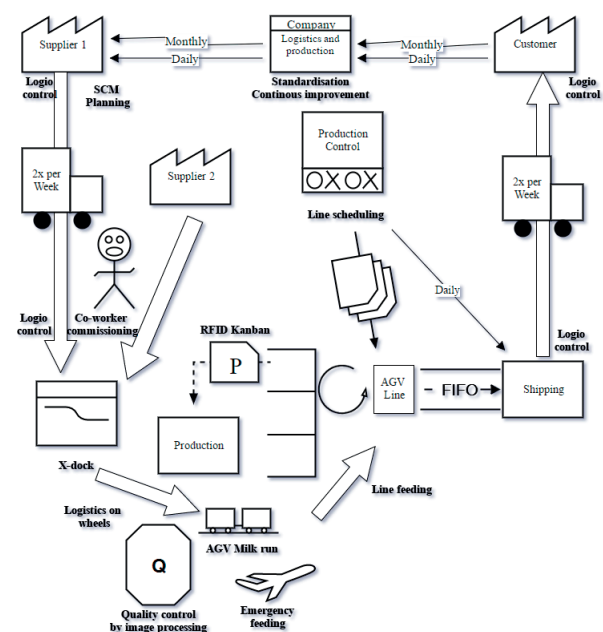 Company
Supplier 1
Monthly
Daily
Logistics and
production
Monthly
Daily
Customer
Logio
control
SCM
Planning
Standardisation
Continous improvement
Logio
control
2x per
Week
Supplier 2
Production
Control
OXOX
2x per
Week
Line scheduling
Logio
control
Co-worker
commissioning
Daily
RFID Kanban
Logio
control
P
AGV
Line
FIFO
Shipping
Production
X-dock
Logistics on
wheels
Line feeding
AGV Milk run
Q
Quality control
by image processing
Emergency
feeding